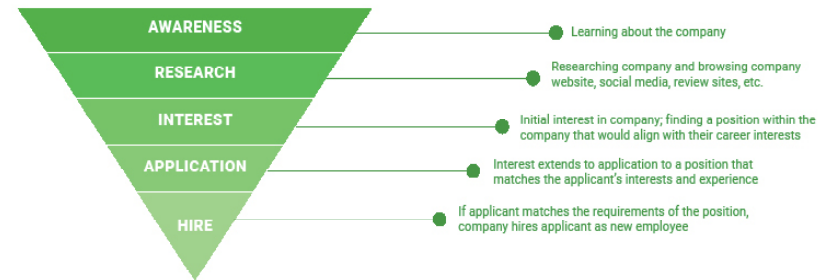 AWARENESS
Learning about the company
RESEARCH
Researching company and browsing company
website, social media, review sites, etc.
INTEREST
Initial interest in company; finding a position within the
company that would align with their career interests
APPLICATION
Interest extends to application to a position that
matches the applicant's interests and experience
HIRE
If applicant matches the requirements of the position,
company hires applicant as new employee